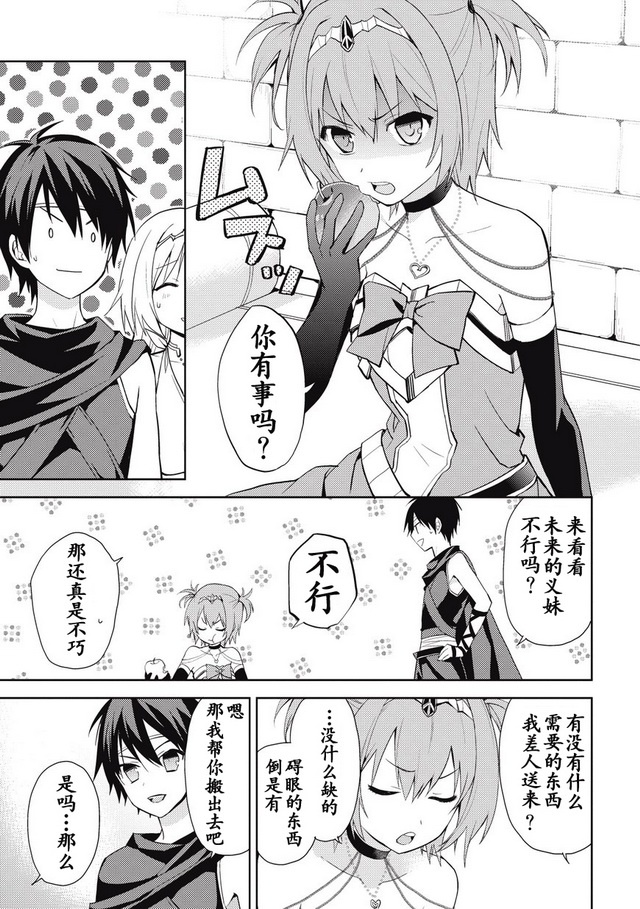 ムスッ
你有事吗？
来看看
未来的义妹
不行吗？
不行
那还真
是不巧
有没有什么
需要的东西
我差人送来？
…没什么缺的
碍眼的东西
倒是有
嗯
那我帮你搬出去吧
是吗…那么